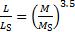 L/L_S = (M/M_S)^3.5